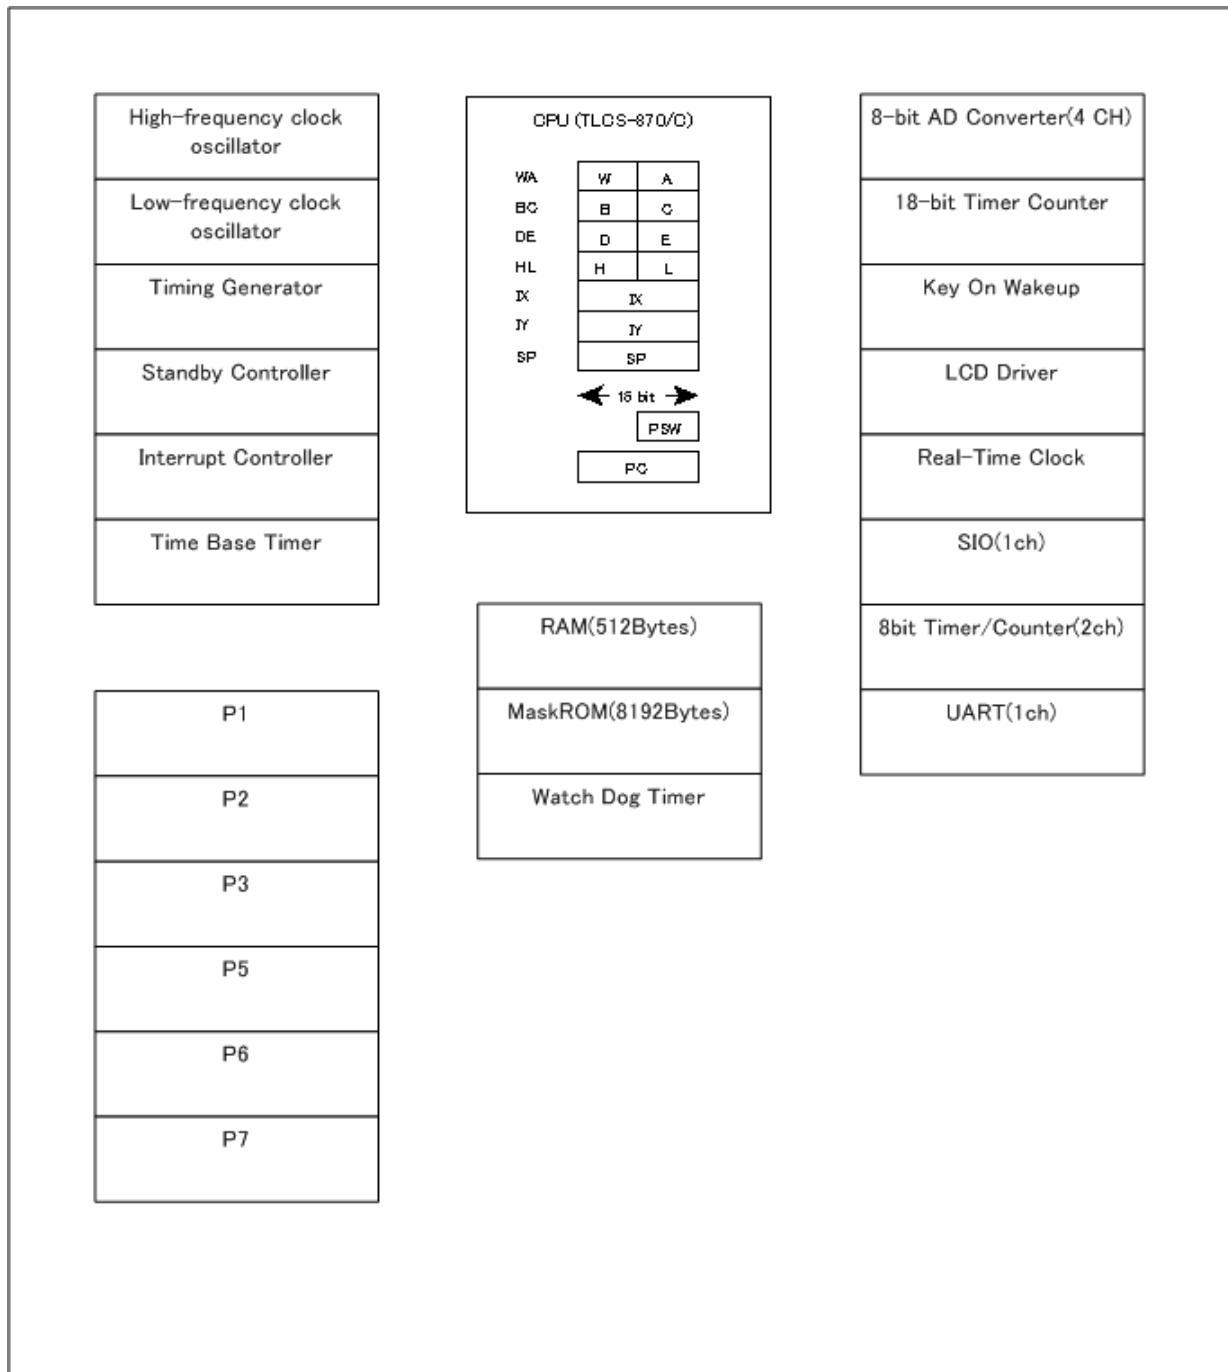 High-frequency clock
oscillator
Low-frequency clock
oscillator
Timing Generator
Standby Controller
Interrupt Controller
Time Base Timer
P1
P2
P3
P5
P6
P7
CPU (TLCS-870/C)
WA W A
BC B C
DE D E
HL H L
IX IX
IY IY
SP SP
16 bit
PSW
PC
RAM(512Bytes)
MaskROM(8192Bytes)
Watch Dog Timer
8-bit AD Converter(4 CH)
18-bit Timer Counter
Key On Wakeup
LCD Driver
Real-Time Clock
SIO(1ch)
8bit Timer/Counter(2ch)
UART(1ch)